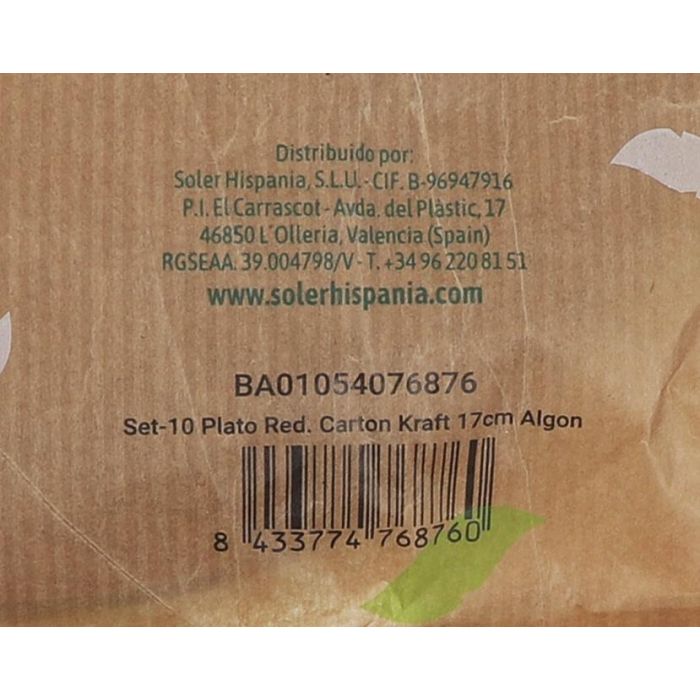 Distribuido por:
Soler Hispania, S.L.U. - CIF. B-96947916
P.I. El Carrascot - Avda. del Plàstic, 17
46850 L´Olleria, Valencia (Spain)
RGSEAA. 39.004798/V - T. +34 96 220 81 51
www.solerhispania.com
BA01054076876
Set-10 Plato Red. Carton Kraft 17cm Algon
8 433774 768760